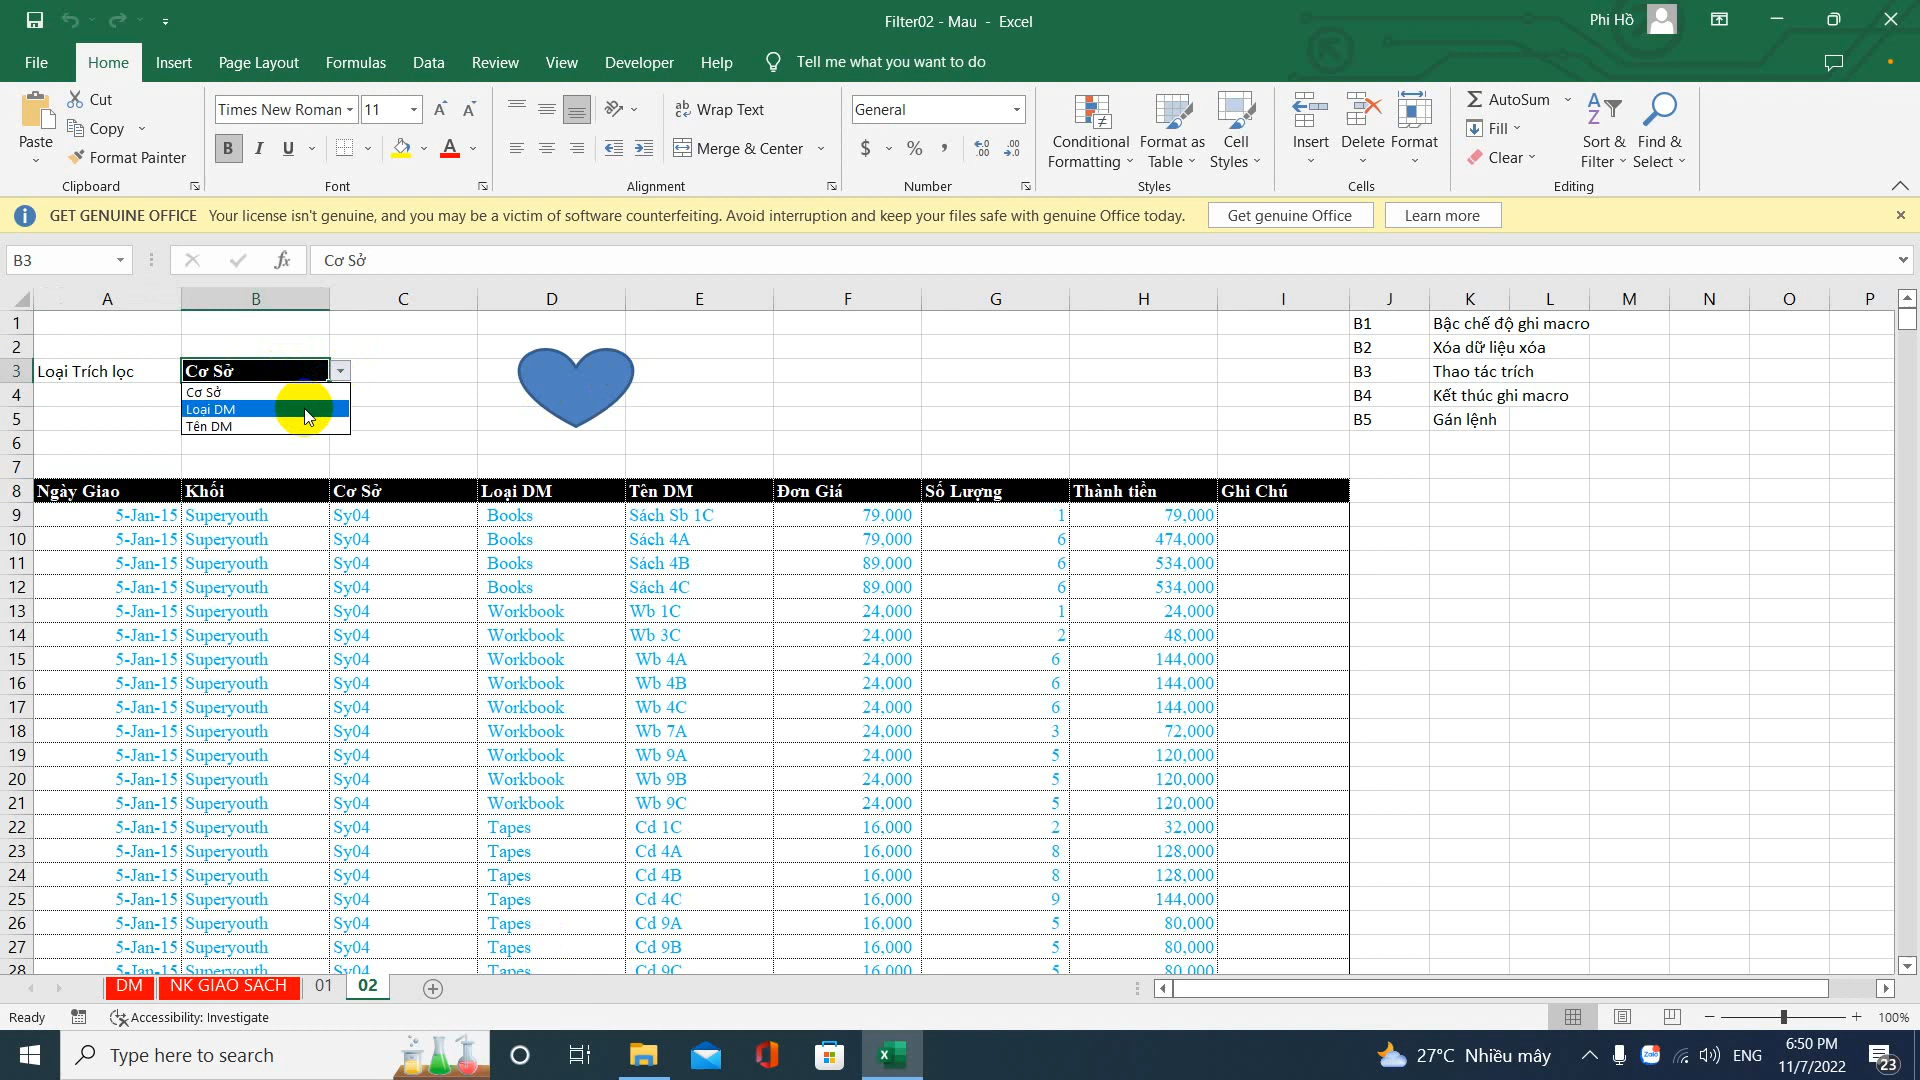 Filter02 - Mau - Excel
Phi Hồ
File Home Insert Page Layout Formulas Data Review View Developer Help Tell me what you want to do
Paste
Cut
Copy
Format Painter
Clipboard
Times New Roman 11
B I U
Font
Wrap Text
Merge & Center
Alignment
General
$ % ,
Number
Conditional Formatting
Format as Table
Cell Styles
Styles
Insert
Delete
Format
Cells
AutoSum
Fill
Clear
Sort & Filter
Find & Select
Editing
GET GENUINE OFFICE Your license isn't genuine, and you may be a victim of software counterfeiting. Avoid interruption and keep your files safe with genuine Office today. Get genuine Office Learn more
B3 fx Cơ Sở
A B C D E F G H I J K L M N O P
1 B1 Bậc chế độ ghi macro
2 B2 Xóa dữ liệu xóa
3 Loại Trích lọc Cơ Sở B3 Thao tác trích
4 Cơ Sở B4 Kết thúc ghi macro
Loại DM
5 Tên DM B5 Gán lệnh
6
7
8 Ngày Giao Khối Cơ Sở Loại DM Tên DM Đơn Giá Số Lượng Thành tiền Ghi Chú
9 5-Jan-15 Superyouth Sy04 Books Sách Sb 1C 79,000 1 79,000
10 5-Jan-15 Superyouth Sy04 Books Sách 4A 79,000 6 474,000
11 5-Jan-15 Superyouth Sy04 Books Sách 4B 89,000 6 534,000
12 5-Jan-15 Superyouth Sy04 Books Sách 4C 89,000 6 534,000
13 5-Jan-15 Superyouth Sy04 Workbook Wb 1C 24,000 1 24,000
14 5-Jan-15 Superyouth Sy04 Workbook Wb 3C 24,000 2 48,000
15 5-Jan-15 Superyouth Sy04 Workbook Wb 4A 24,000 6 144,000
16 5-Jan-15 Superyouth Sy04 Workbook Wb 4B 24,000 6 144,000
17 5-Jan-15 Superyouth Sy04 Workbook Wb 4C 24,000 6 144,000
18 5-Jan-15 Superyouth Sy04 Workbook Wb 7A 24,000 3 72,000
19 5-Jan-15 Superyouth Sy04 Workbook Wb 9A 24,000 5 120,000
20 5-Jan-15 Superyouth Sy04 Workbook Wb 9B 24,000 5 120,000
21 5-Jan-15 Superyouth Sy04 Workbook Wb 9C 24,000 5 120,000
22 5-Jan-15 Superyouth Sy04 Tapes Cd 1C 16,000 2 32,000
23 5-Jan-15 Superyouth Sy04 Tapes Cd 4A 16,000 8 128,000
24 5-Jan-15 Superyouth Sy04 Tapes Cd 4B 16,000 8 128,000
25 5-Jan-15 Superyouth Sy04 Tapes Cd 4C 16,000 9 144,000
26 5-Jan-15 Superyouth Sy04 Tapes Cd 9A 16,000 5 80,000
27 5-Jan-15 Superyouth Sy04 Tapes Cd 9B 16,000 5 80,000
28 5-Jan-15 Superyouth Sy04 Tapes Cd 9C 16,000 5 80,000
DM NK GIAO SACH 01 02
Ready Accessibility: Investigate 100%
Type here to search
27°C Nhiều mây
Zalo
ENG
6:50 PM
11/7/2022
23